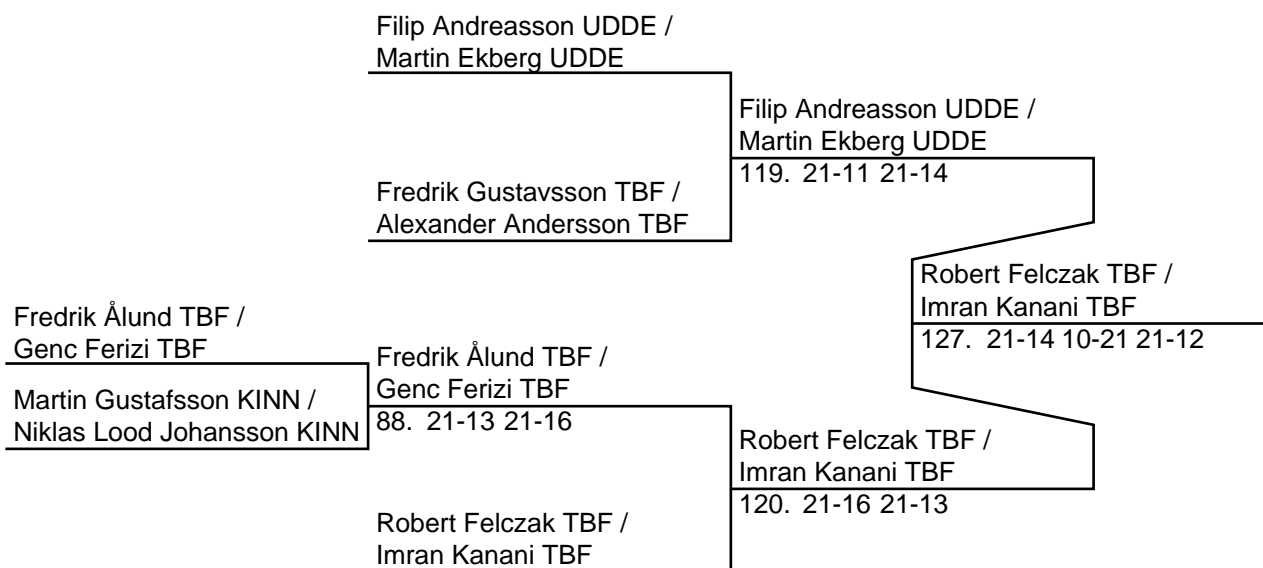 Filip Andreasson UDDE /
Martin Ekberg UDDE
Filip Andreasson UDDE /
Martin Ekberg UDDE
119. 21-11 21-14
Fredrik Gustavsson TBF /
Alexander Andersson TBF
Robert Felczak TBF /
Imran Kanani TBF
127. 21-14 10-21 21-12
Fredrik Ålund TBF /
Genc Ferizi TBF
Fredrik Ålund TBF /
Genc Ferizi TBF
88. 21-13 21-16
Martin Gustafsson KINN /
Niklas Lood Johansson KINN
Robert Felczak TBF /
Imran Kanani TBF
120. 21-16 21-13
Robert Felczak TBF /
Imran Kanani TBF